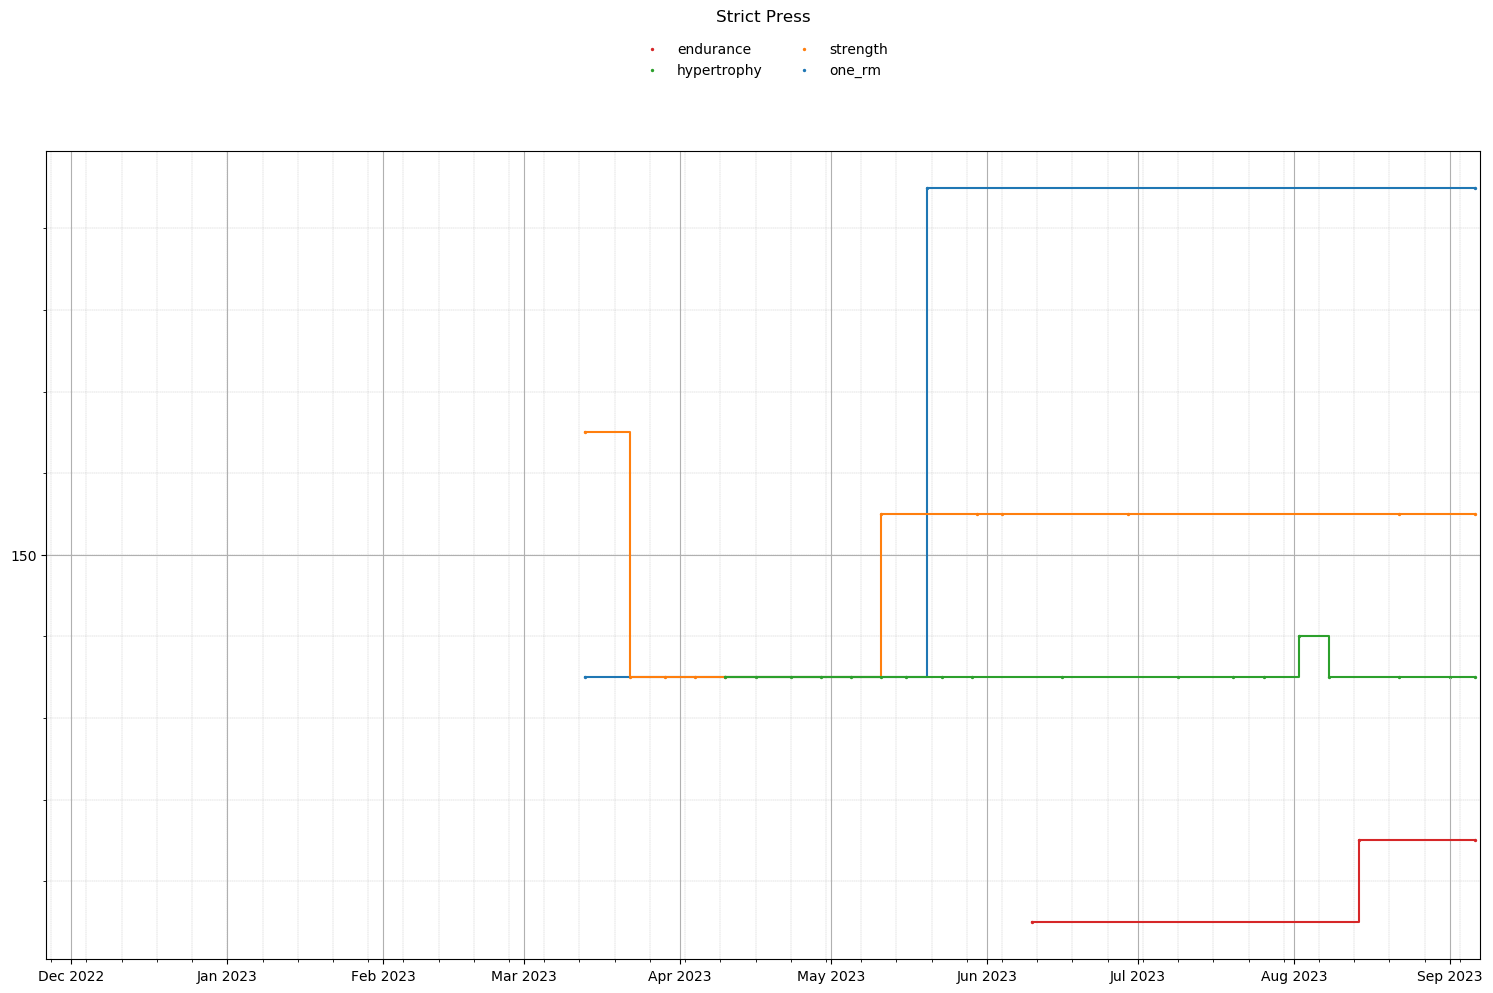 Strict Press
endurance
hypertrophy
strength
one_rm
150
Dec 2022
Jan 2023
Feb 2023
Mar 2023
Apr 2023
May 2023
Jun 2023
Jul 2023
Aug 2023
Sep 2023